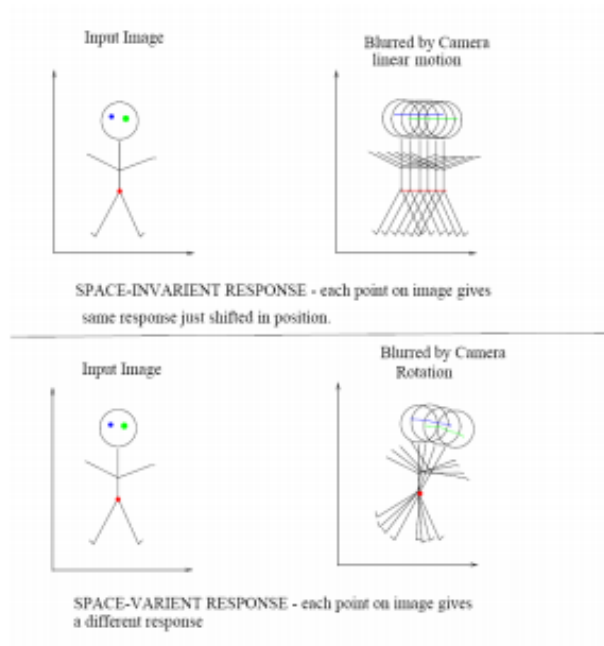 Input Image
Blurred by Camera
linear motion
SPACE-INVARIENT RESPONSE - each point on image gives
same response just shifted in position.
Input Image
Blurred by Camera
Rotation
SPACE-VARIENT RESPONSE - each point on image gives
a different response